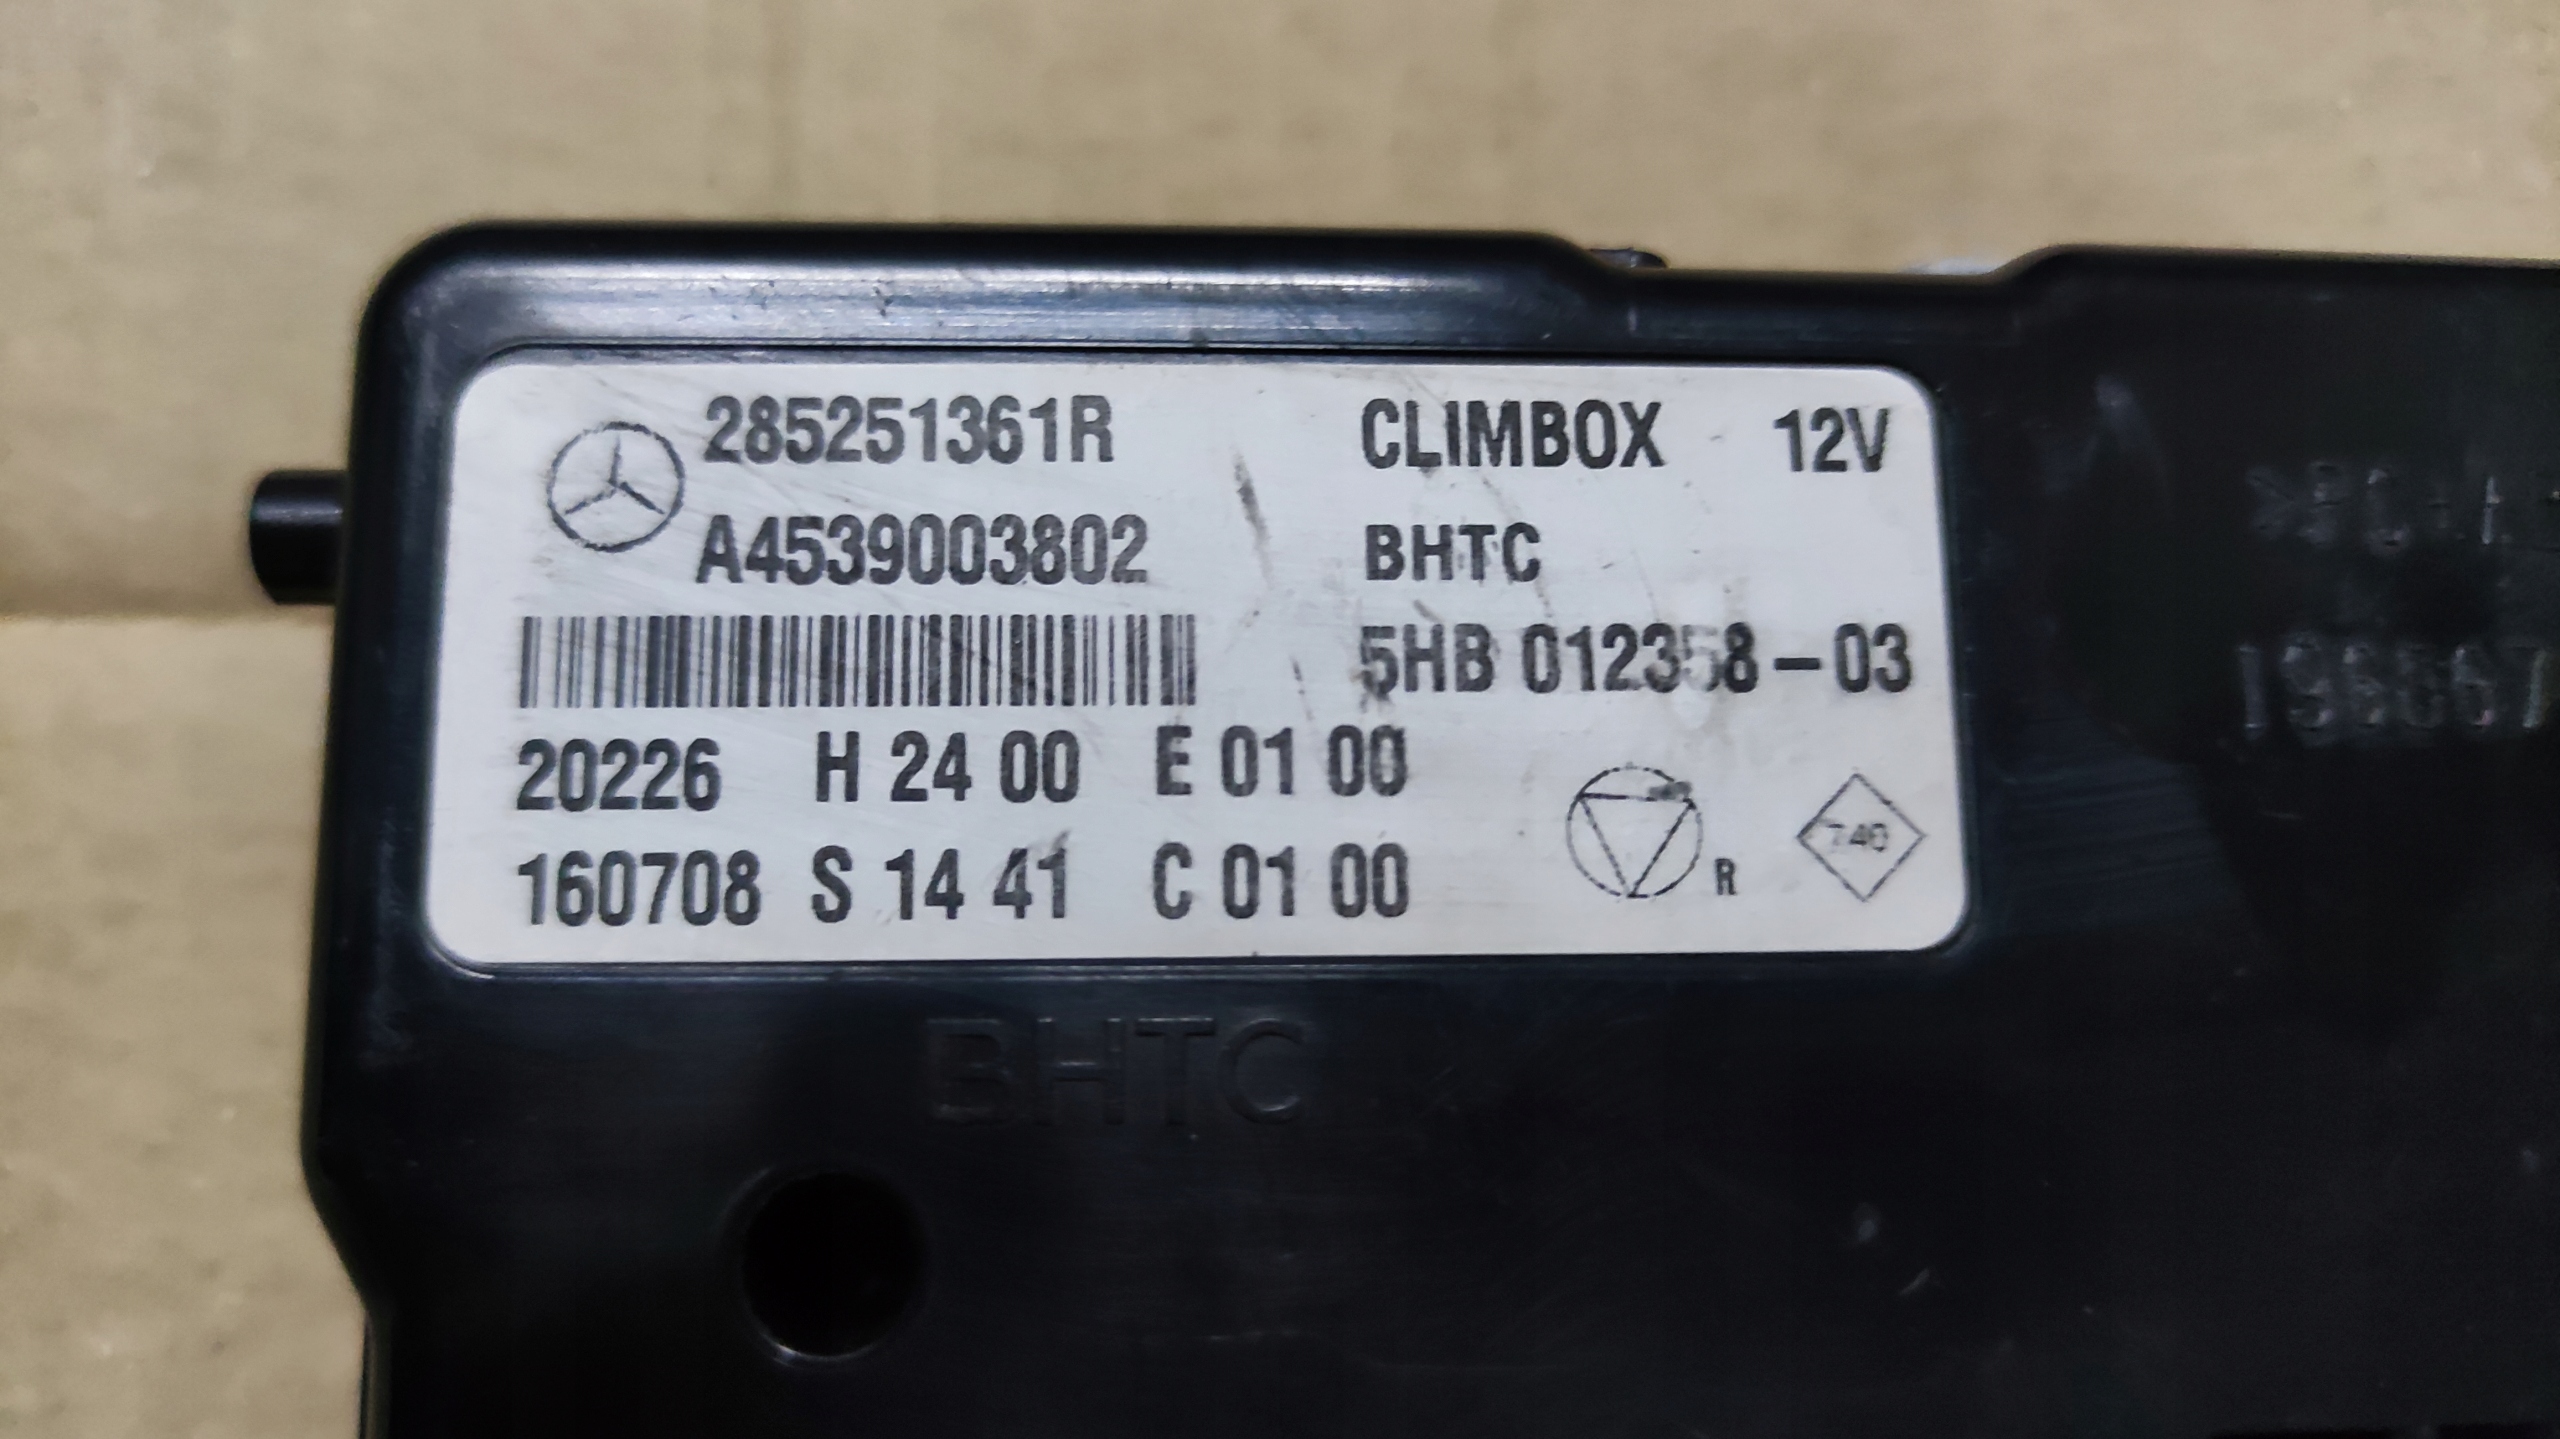 285251361R CLIMBOX 12V
A4539003802 BHTC
5HB 012358-03
20226 H 24 00 E 01 00
160708 S 14 41 C 01 00
R 740
BHTC